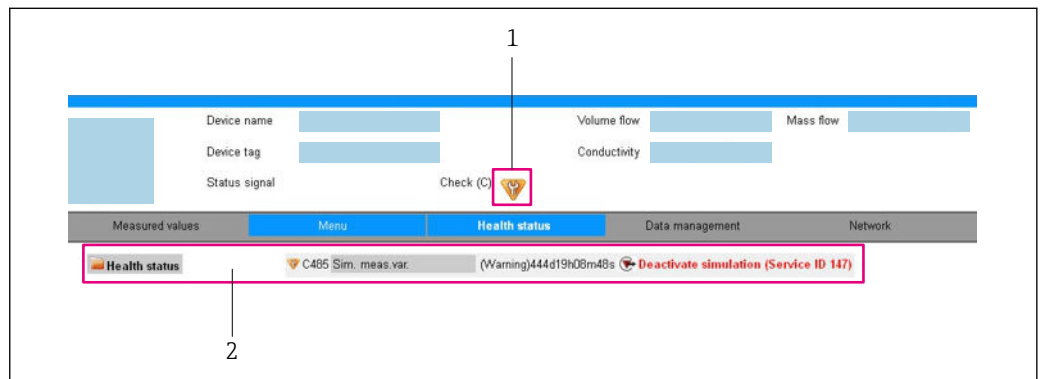 1
Device name Volume flow Mass flow
Device tag Conductivity
Status signal Check (C)
Measured values Menu Health status Data management Network
Health status C485 Sim. meas.var. (Warning)444d19h08m48s Deactivate simulation (Service ID 147)
2